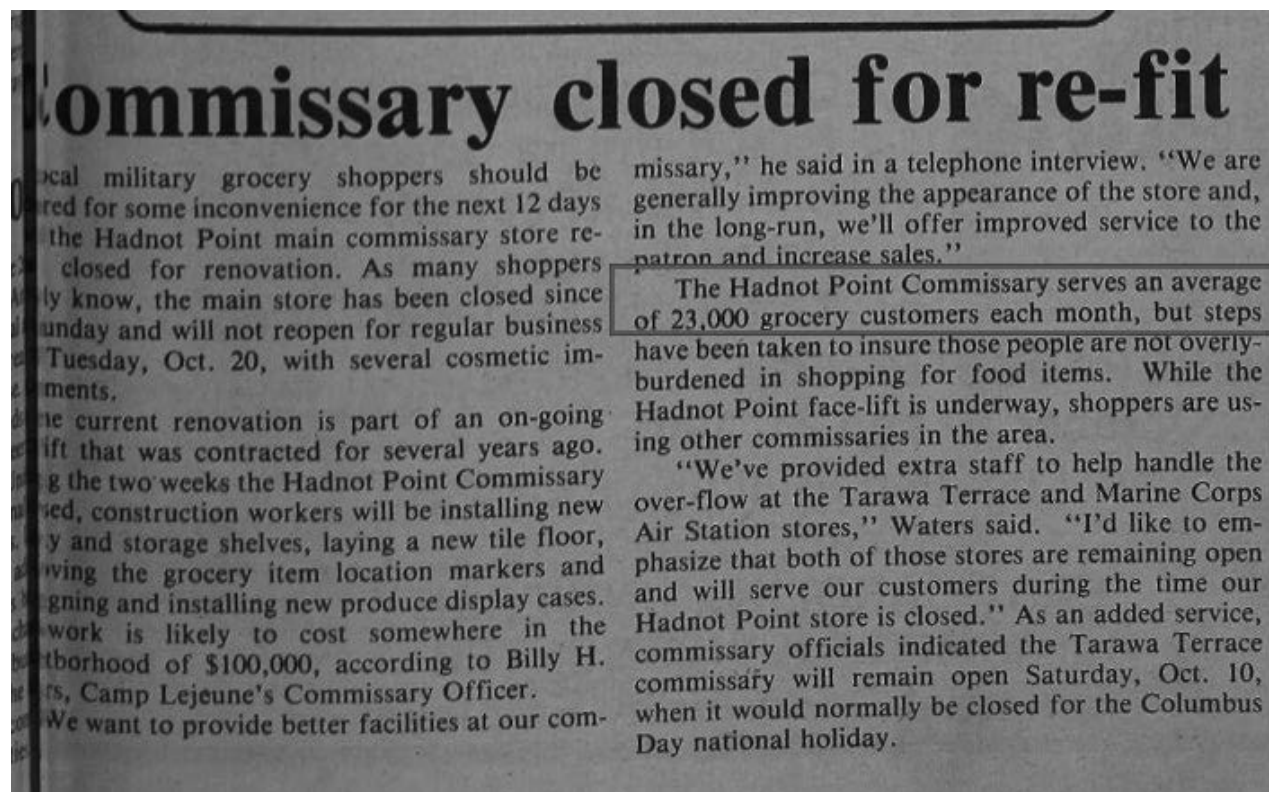 ommissary closed for re-fit
military grocery shoppers should be
for some inconvenience for the next 12 days
the Hadnot Point main commissary store re-
closed for renovation. As many shoppers
know, the main store has been closed since
and will not reopen for regular business
Tuesday, Oct. 20, with several cosmetic im-
ments.
current renovation is part of an on-going
ift that was contracted for several years ago.
g the two weeks the Hadnot Point Commissary
sed, construction workers will be installing new
y and storage shelves, laying a new tile floor,
ving the grocery item location markers and
gning and installing new produce display cases.
work is likely to cost somewhere in the
borhood of $100,000, according to Billy H.
rs, Camp Lejeune's Commissary Officer.
We want to provide better facilities at our com-
missary,'' he said in a telephone interview. ''We are
generally improving the appearance of the store and,
in the long-run, we'll offer improved service to the
patron and increase sales.''
The Hadnot Point Commissary serves an average
of 23,000 grocery customers each month, but steps
have been taken to insure those people are not overly-
burdened in shopping for food items. While the
Hadnot Point face-lift is underway, shoppers are us-
ing other commissaries in the area.
''We've provided extra staff to help handle the
over-flow at the Tarawa Terrace and Marine Corps
Air Station stores,'' Waters said. ''I'd like to em-
phasize that both of those stores are remaining open
and will serve our customers during the time our
Hadnot Point store is closed.'' As an added service,
commissary officials indicated the Tarawa Terrace
commissary will remain open Saturday, Oct. 10,
when it would normally be closed for the Columbus
Day national holiday.